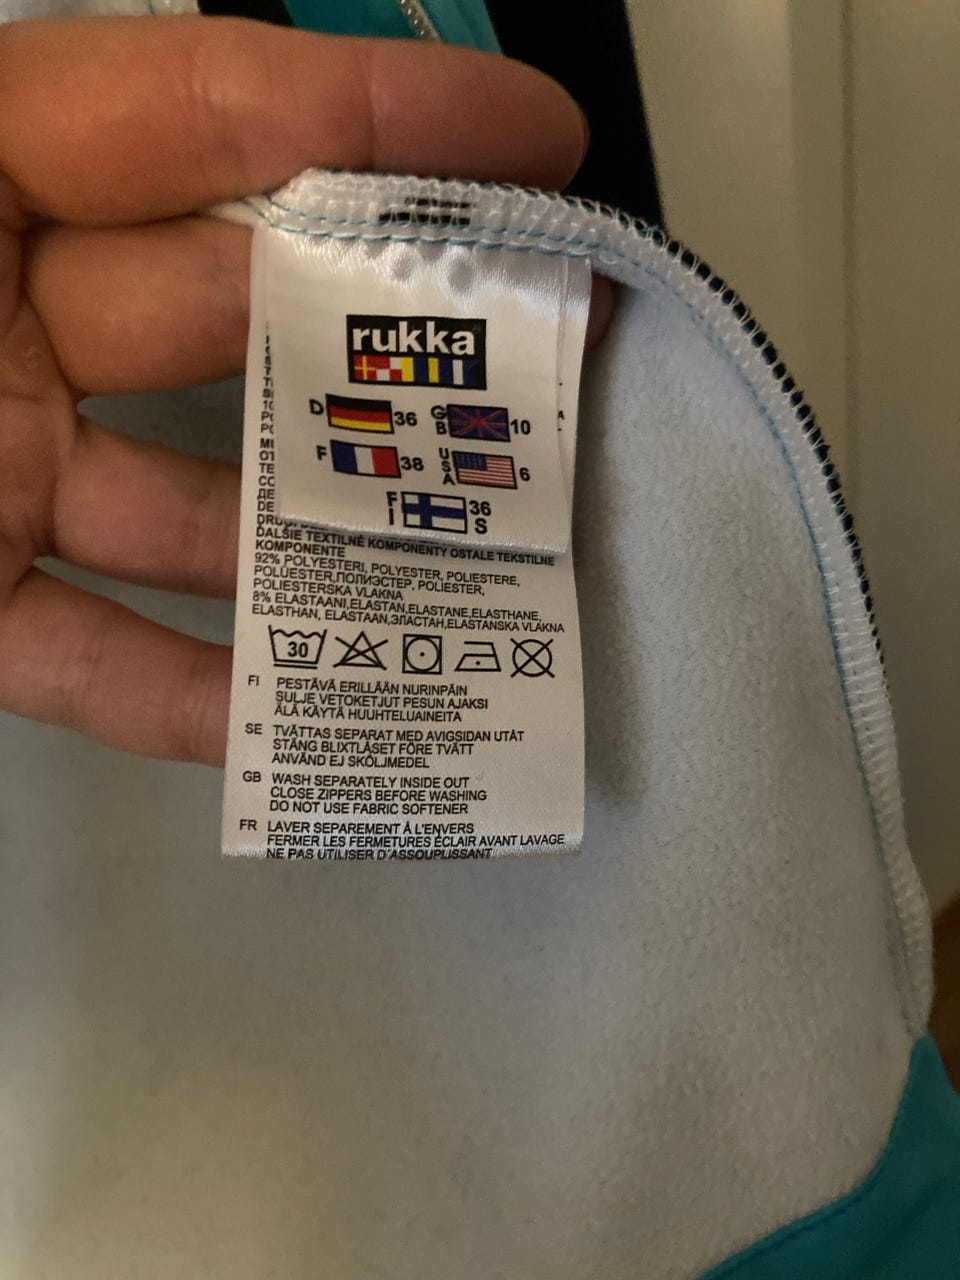 rukka
D 36 GB 10
F 38 USA 6
FI 36 S
ĎALŠIE TEXTILNÉ KOMPONENTY OSTALE TEKSTILNE
KOMPONENTE
92% POLYESTERI, POLYESTER, POLIESTERE,
POLÜESTER,ПОЛИЭСТЕР, POLIESTER,
POLIESTERSKA VLAKNA
8% ELASTAANI,ELASTAN,ELASTANE,ELASTHANE,
ELASTHAN, ELASTAAN,ЭЛАСТАН,ELASTANSKA VLAKNA
30
FI PESTÄVÄ ERILLÄÄN NURINPÄIN
SULJE VETOKETJUT PESUN AJAKSI
ÄLÄ KÄYTÄ HUUHTELUAINEITA
SE TVÄTTAS SEPARAT MED AVIGSIDAN UTÅT
STÄNG BLIXTLÅSET FÖRE TVÄTT
ANVÄND EJ SKÖLJMEDEL
GB WASH SEPARATELY INSIDE OUT
CLOSE ZIPPERS BEFORE WASHING
DO NOT USE FABRIC SOFTENER
FR LAVER SEPAREMENT À L'ENVERS
FERMER LES FERMETURES ÉCLAIR AVANT LAVAGE
NE PAS UTILISER D'ASSOUPLISSANT